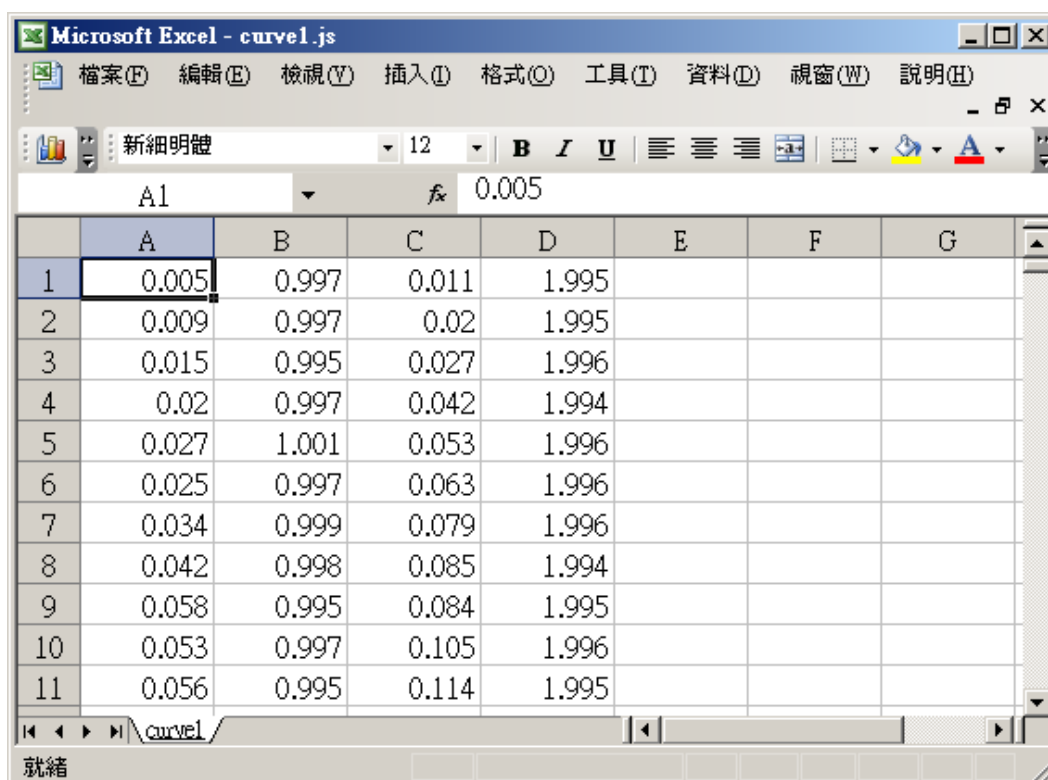 Microsoft Excel - curve1.js
檔案(F) 編輯(E) 檢視(V) 插入(I) 格式(O) 工具(T) 資料(D) 視窗(W) 說明(H)
新細明體 12 B I U A
A1 fx 0.005
A B C D E F G
1 0.005 0.997 0.011 1.995
2 0.009 0.997 0.02 1.995
3 0.015 0.995 0.027 1.996
4 0.02 0.997 0.042 1.994
5 0.027 1.001 0.053 1.996
6 0.025 0.997 0.063 1.996
7 0.034 0.999 0.079 1.996
8 0.042 0.998 0.085 1.994
9 0.058 0.995 0.084 1.995
10 0.053 0.997 0.105 1.996
11 0.056 0.995 0.114 1.995
curve1
就緒